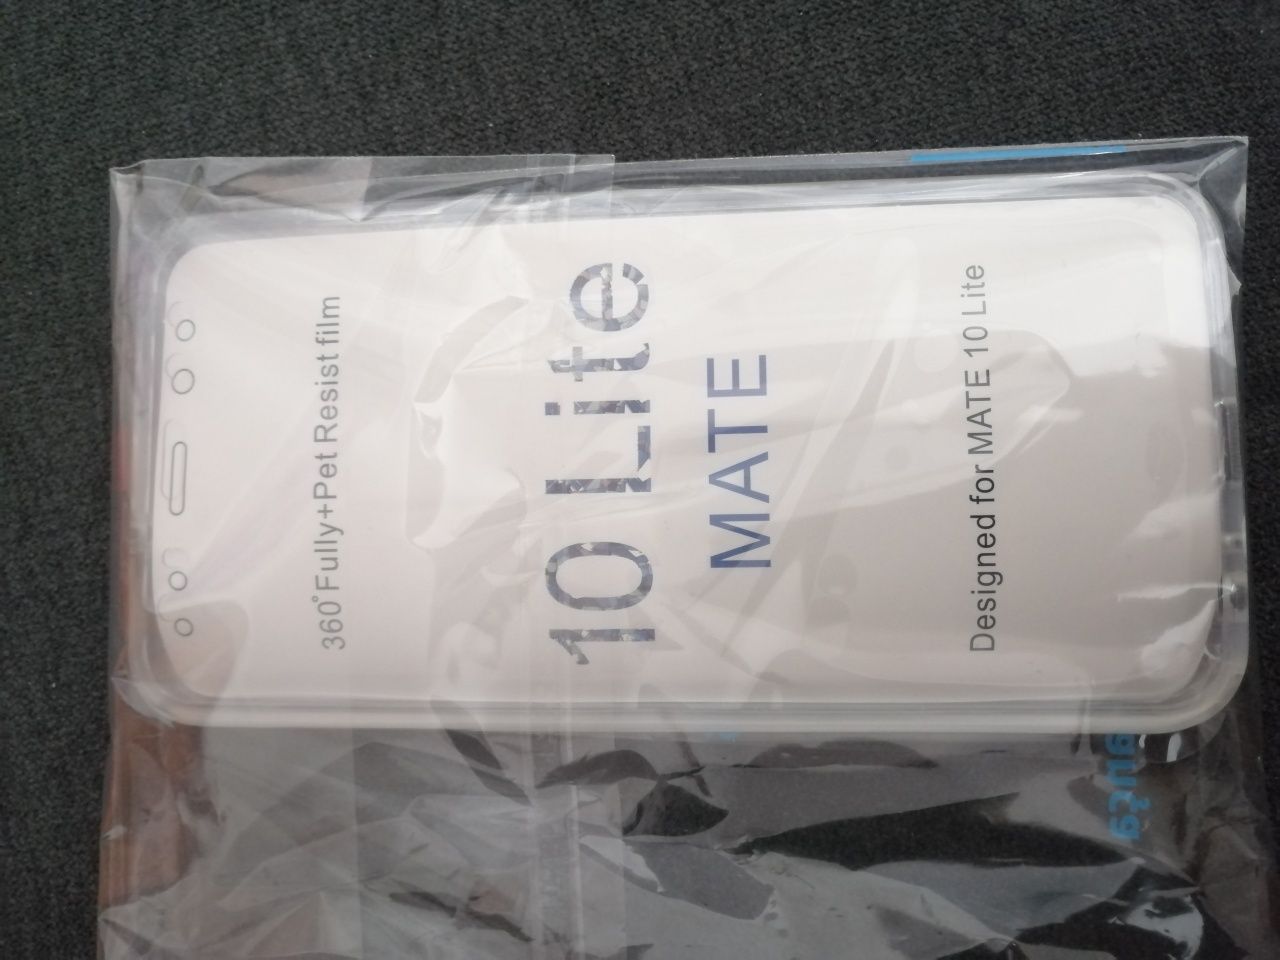 360°Fully+Pet Resist film
10 Lite
MATE
Designed for MATE 10 Lite